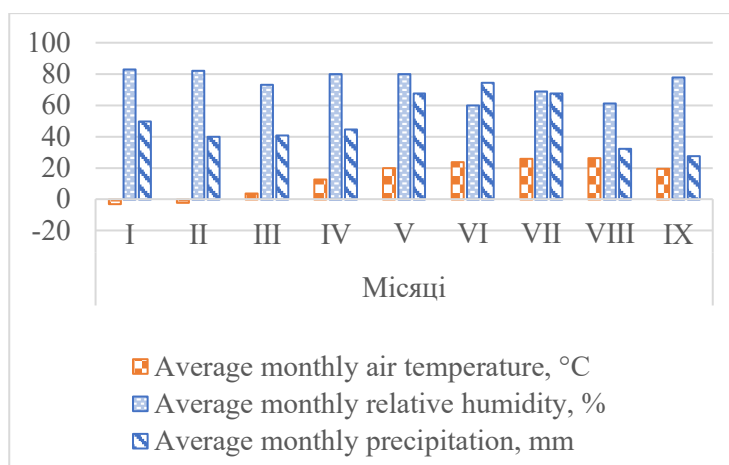 100
80
60
40
20
0
-20
I II III IV V VI VII VIII IX
Місяці
Average monthly air temperature, °C
Average monthly relative humidity, %
Average monthly precipitation, mm